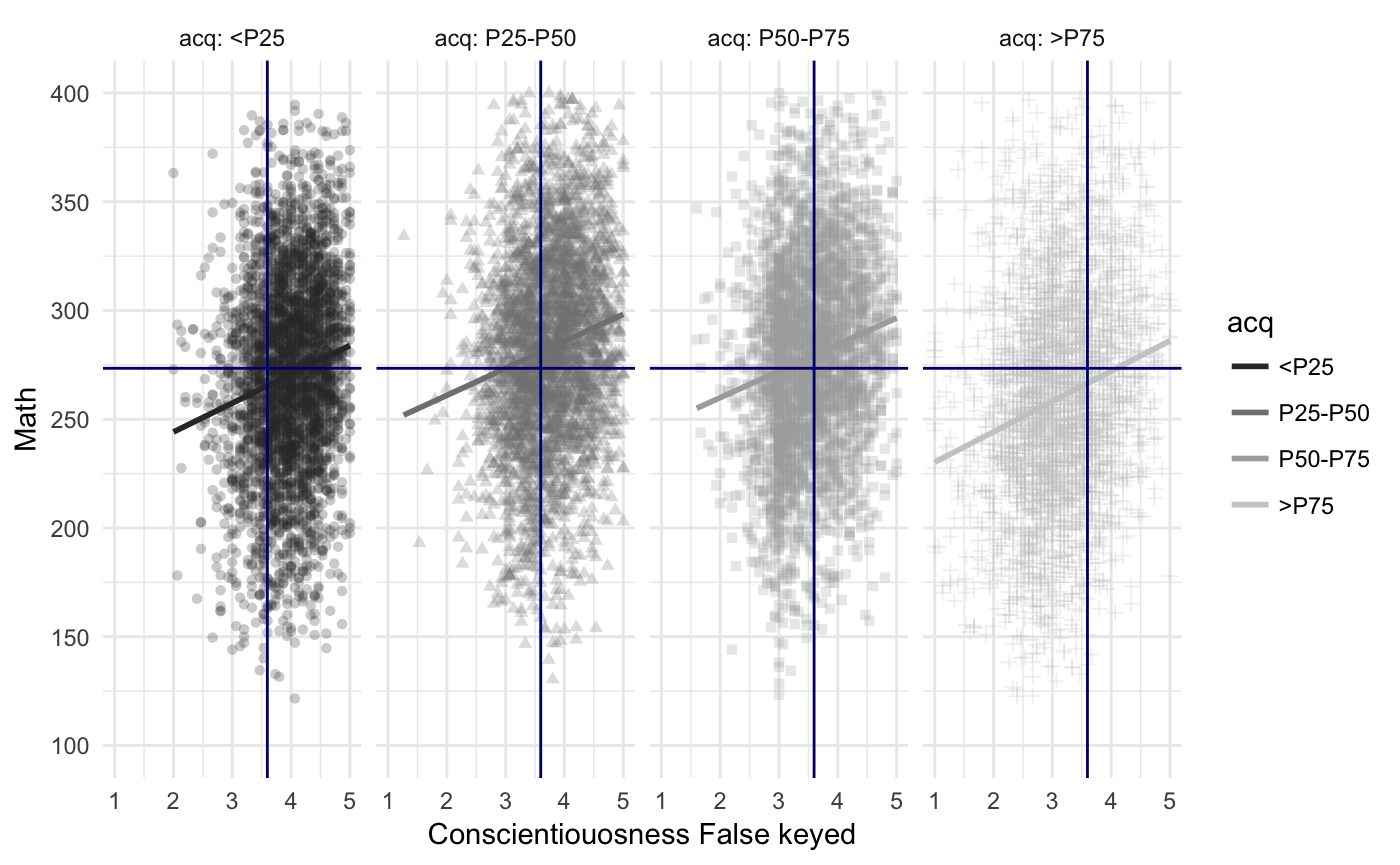 acq: <P25 acq: P25-P50 acq: P50-P75 acq: >P75
400
350
300
250
200
150
100
Math
1 2 3 4 5 1 2 3 4 5 1 2 3 4 5 1 2 3 4 5
Conscientiouosness False keyed
acq
<P25
P25-P50
P50-P75
>P75